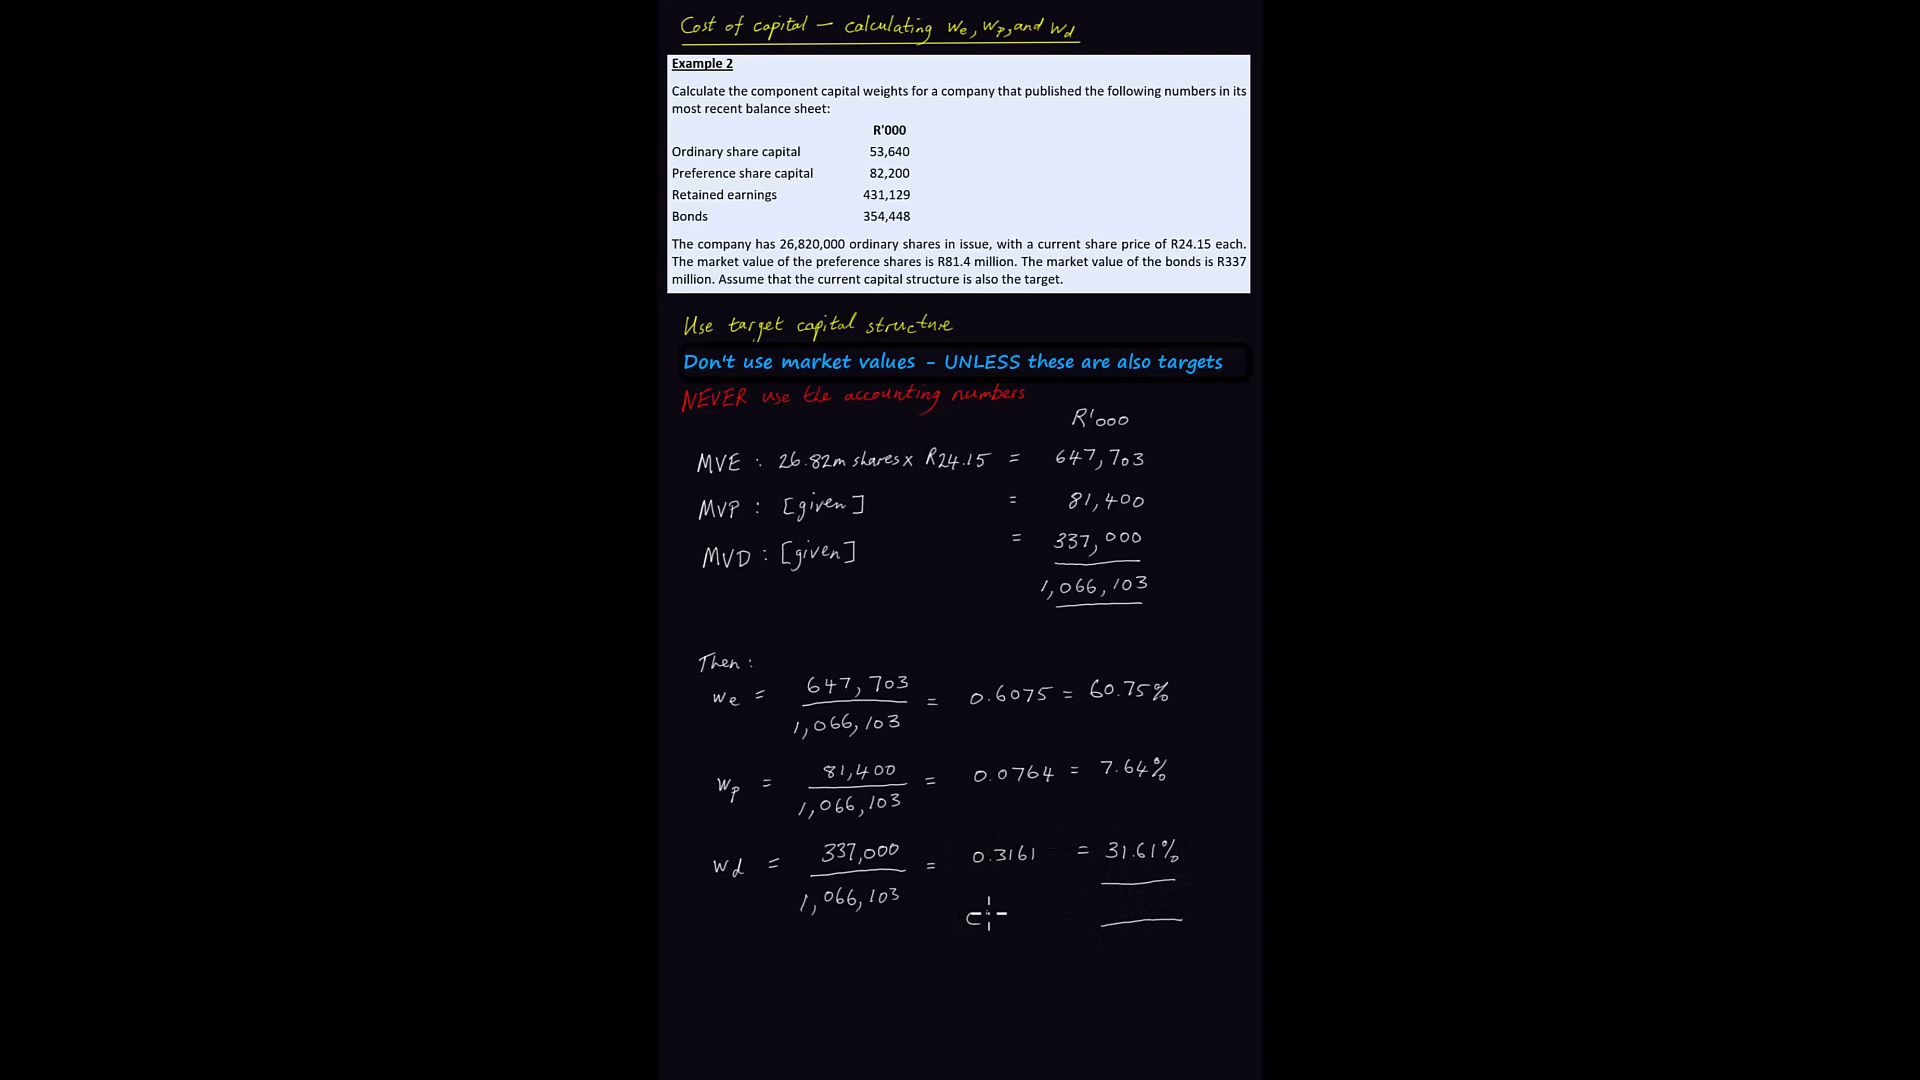 Cost of capital – calculating we, wp, and wd
Example 2
Calculate the component capital weights for a company that published the following numbers in its
most recent balance sheet:
R'000
Ordinary share capital 53,640
Preference share capital 82,200
Retained earnings 431,129
Bonds 354,448
The company has 26,820,000 ordinary shares in issue, with a current share price of R24.15 each.
The market value of the preference shares is R81.4 million. The market value of the bonds is R337
million. Assume that the current capital structure is also the target.
Use target capital structure
Don't use market values - UNLESS these are also targets
NEVER use the accounting numbers
R'000
MVE : 26.82m shares x R24.15 = 647,703
MVP : [given] = 81,400
MVD : [given] = 337,000
1,066,103
Then :
we = 647,703 / 1,066,103 = 0.6075 = 60.75%
wp = 81,400 / 1,066,103 = 0.0764 = 7.64%
wd = 337,000 / 1,066,103 = 0.3161 = 31.61%